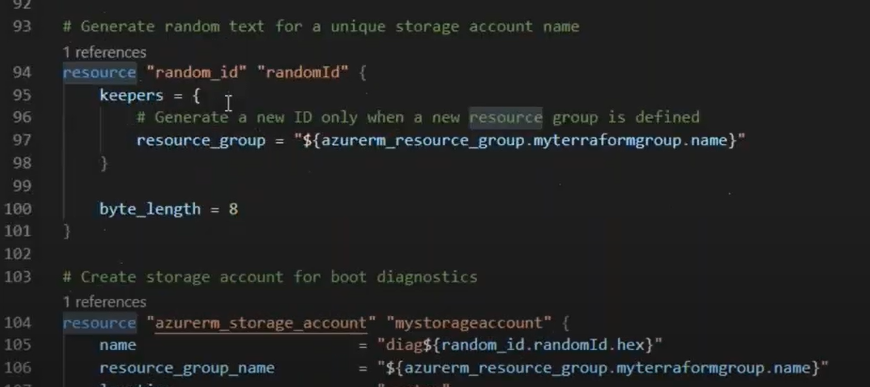 92
93 # Generate random text for a unique storage account name
1 references
94 resource "random_id" "randomId" {
95 keepers = {
96 # Generate a new ID only when a new resource group is defined
97 resource_group = "${azurerm_resource_group.myterraformgroup.name}"
98 }
99
100 byte_length = 8
101 }
102
103 # Create storage account for boot diagnostics
1 references
104 resource "azurerm_storage_account" "mystorageaccount" {
105 name = "diag${random_id.randomId.hex}"
106 resource_group_name = "${azurerm_resource_group.myterraformgroup.name}"